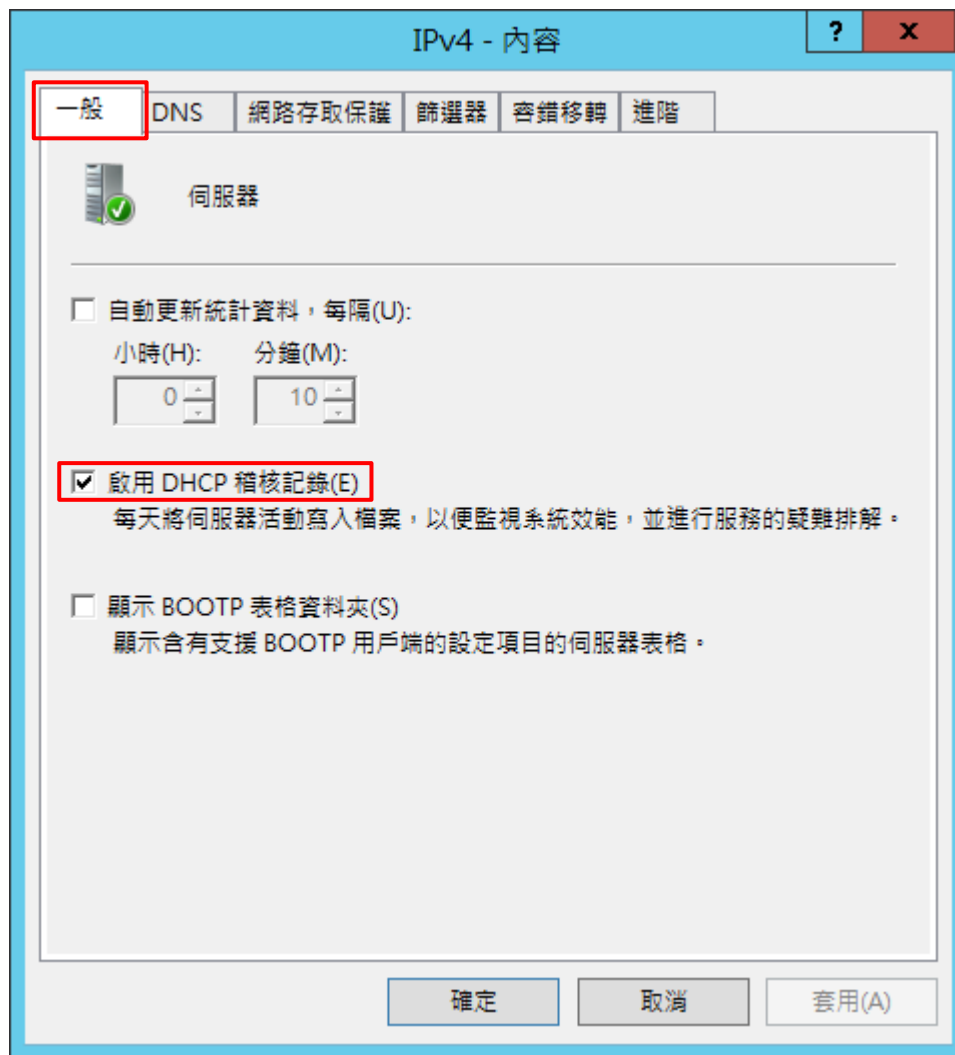 IPv4 - 內容
? x
一般 DNS 網路存取保護 篩選器 容錯移轉 進階
伺服器
自動更新統計資料，每隔(U):
小時(H): 分鐘(M):
0 10
啟用 DHCP 稽核記錄(E)
每天將伺服器活動寫入檔案，以便監視系統效能，並進行服務的疑難排解。
顯示 BOOTP 表格資料夾(S)
顯示含有支援 BOOTP 用戶端的設定項目的伺服器表格。
確定 取消 套用(A)